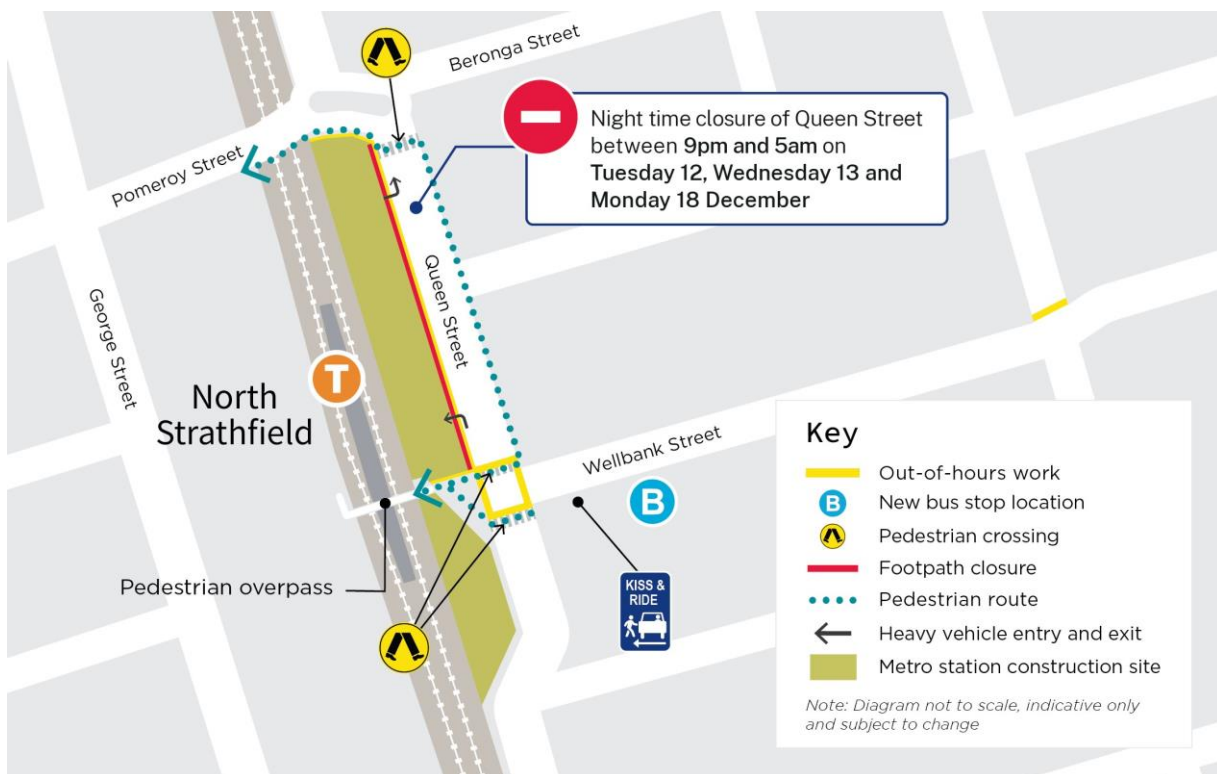 Beronga Street
Night time closure of Queen Street
between 9pm and 5am on
Tuesday 12, Wednesday 13 and
Monday 18 December
Pomeroy Street
Queen Street
George Street
T
North
Strathfield
Wellbank Street
B
Pedestrian overpass
KISS &
RIDE
Key
Out-of-hours work
B
New bus stop location
Pedestrian crossing
Footpath closure
Pedestrian route
Heavy vehicle entry and exit
Metro station construction site
Note: Diagram not to scale, indicative only
and subject to change